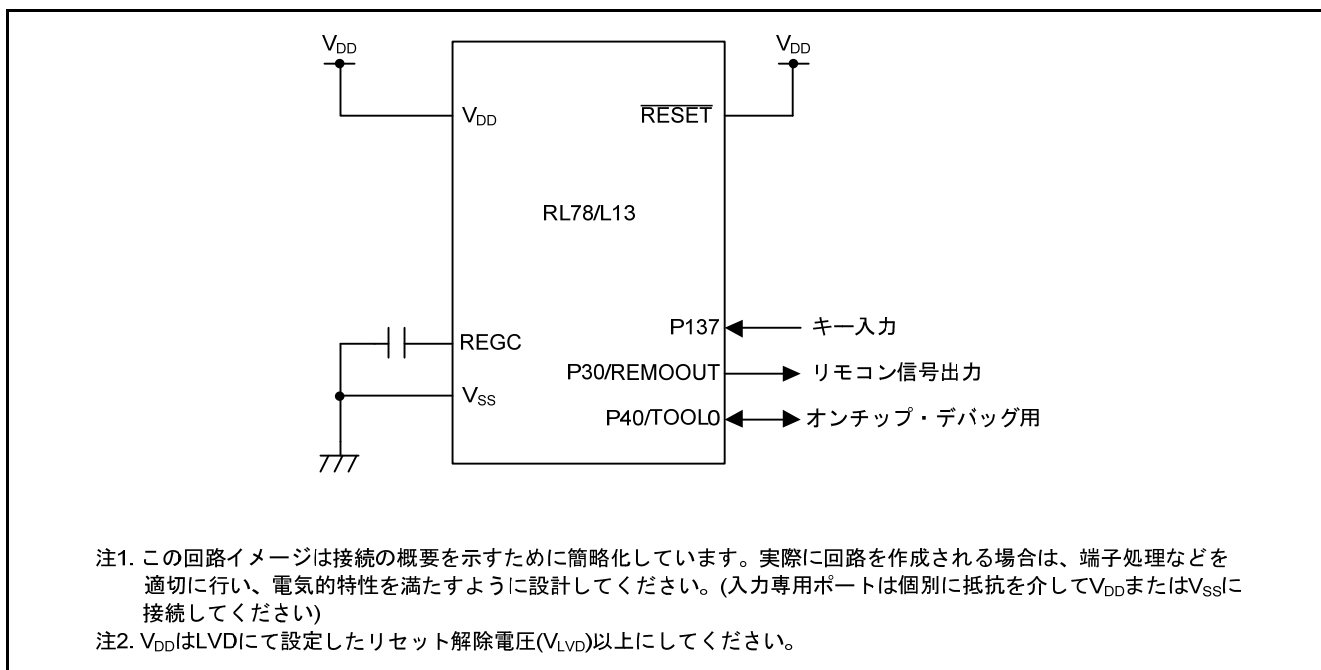 VDD
VDD
VDD
RESET
RL78/L13
P137
キー入力
REGC
P30/REMOOUT
リモコン信号出力
VSS
P40/TOOL0
オンチップ・デバッグ用
注1. この回路イメージは接続の概要を示すために簡略化しています。実際に回路を作成される場合は、端子処理などを
適切に行い、電気的特性を満たすように設計してください。(入力専用ポートは個別に抵抗を介してVDDまたはVSSに
接続してください)
注2. VDDはLVDにて設定したリセット解除電圧(VLVD)以上にしてください。